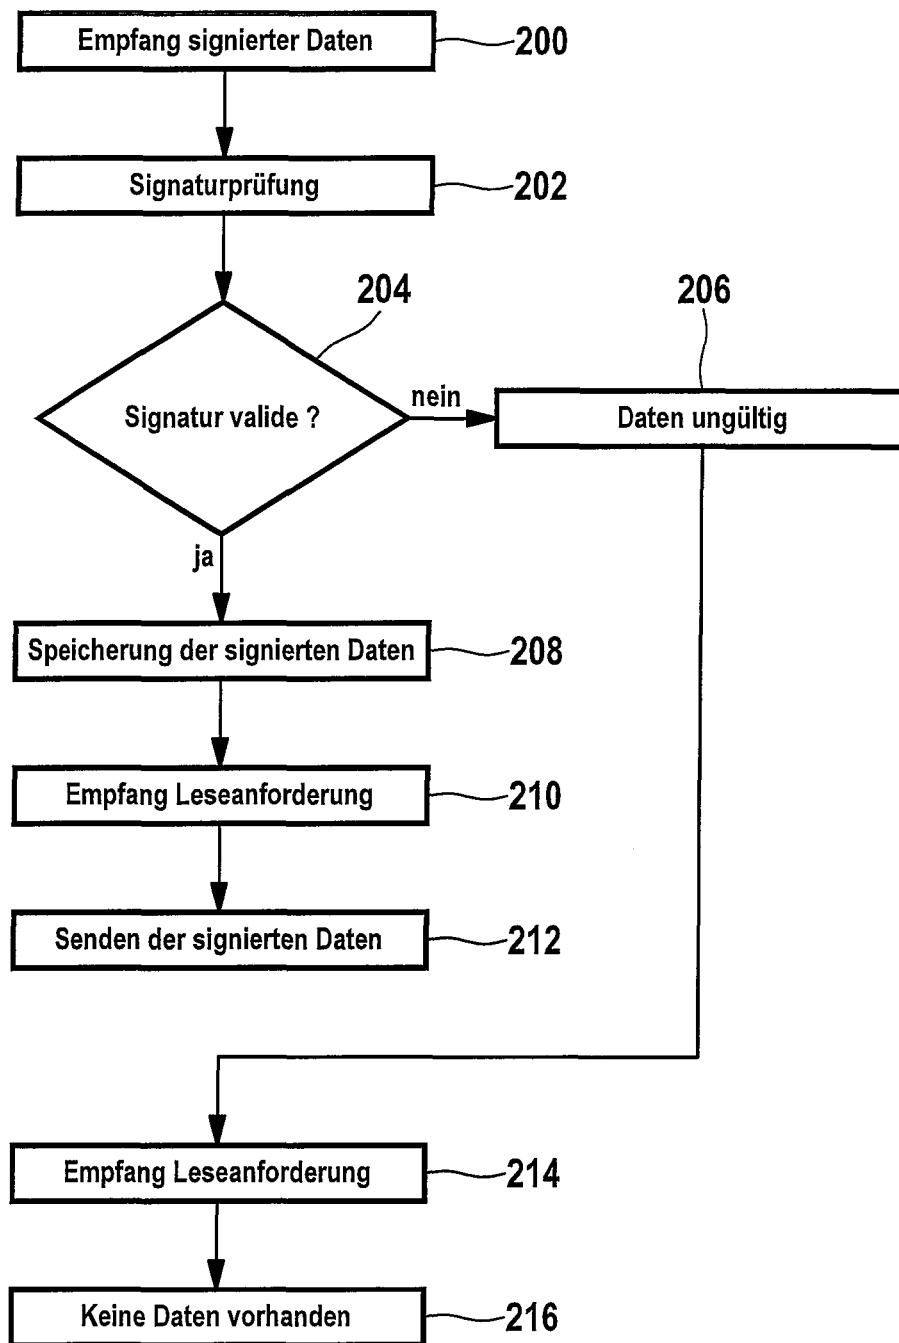 Empfang signierter Daten 200
Signaturprüfung 202
204
206
Signatur valide ?
nein
Daten ungültig
ja
Speicherung der signierten Daten 208
Empfang Leseanforderung 210
Senden der signierten Daten 212
Empfang Leseanforderung 214
Keine Daten vorhanden 216